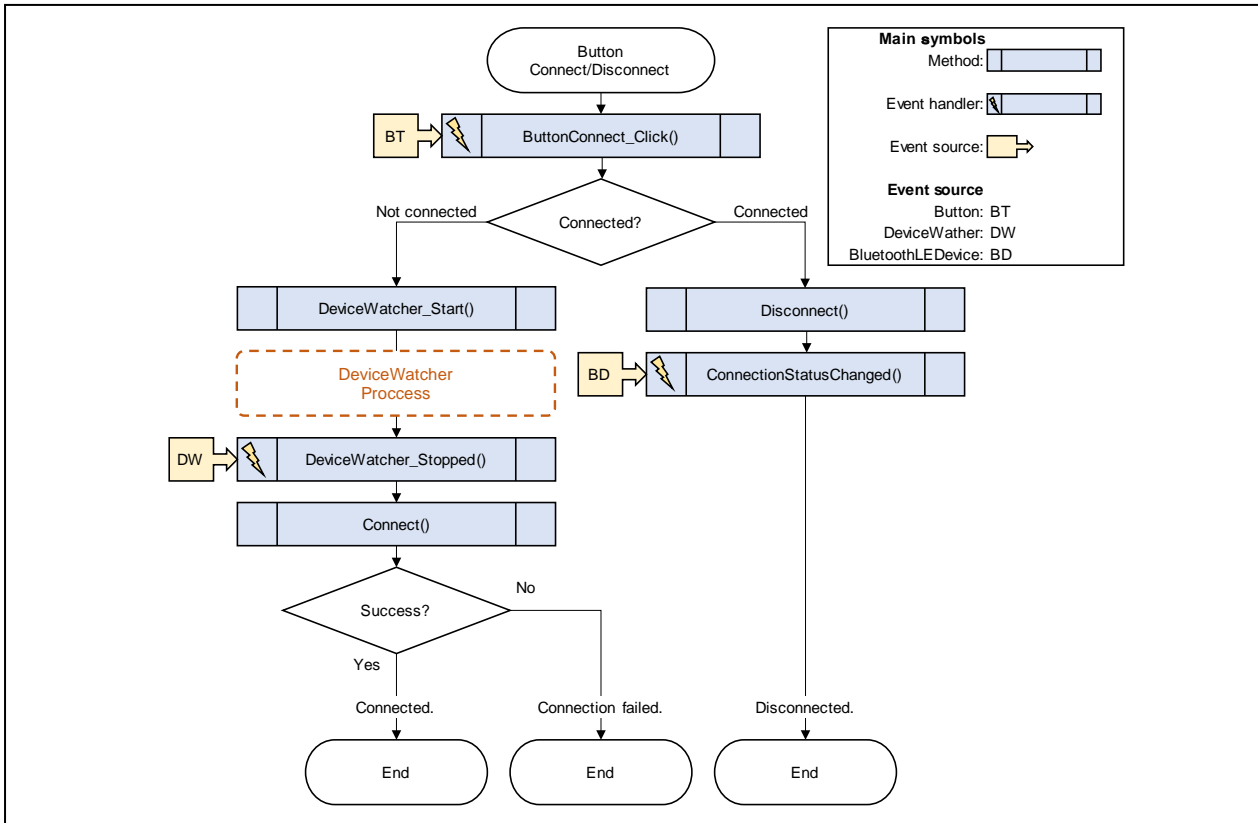 Button
Connect/Disconnect
Main symbols
Method:
Event handler:
Event source:
Event source
Button: BT
DeviceWather: DW
BluetoothLEDevice: BD
BT
ButtonConnect_Click()
Not connected
Connected?
Connected
DeviceWatcher_Start()
Disconnect()
DeviceWatcher
Proccess
BD
ConnectionStatusChanged()
DW
DeviceWatcher_Stopped()
Connect()
Success?
No
Yes
Connected.
Connection failed.
Disconnected.
End
End
End